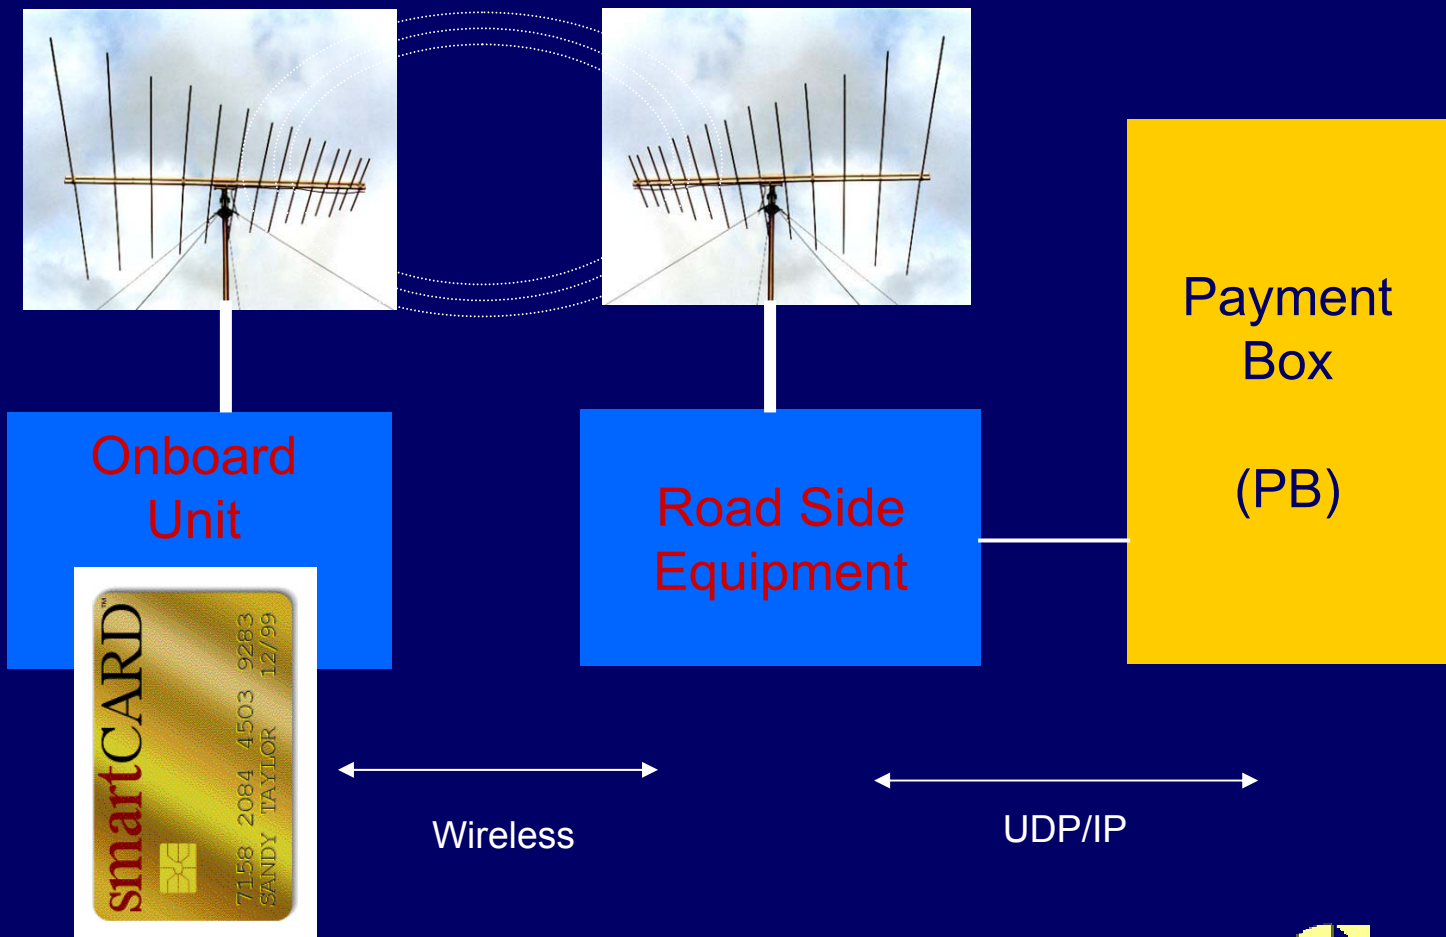 Payment
Box
(PB)
Onboard
Unit
Road Side
Equipment
smartCARD™
7158 2084 4503 9283
SANDY TAYLOR 12/99
Wireless
UDP/IP